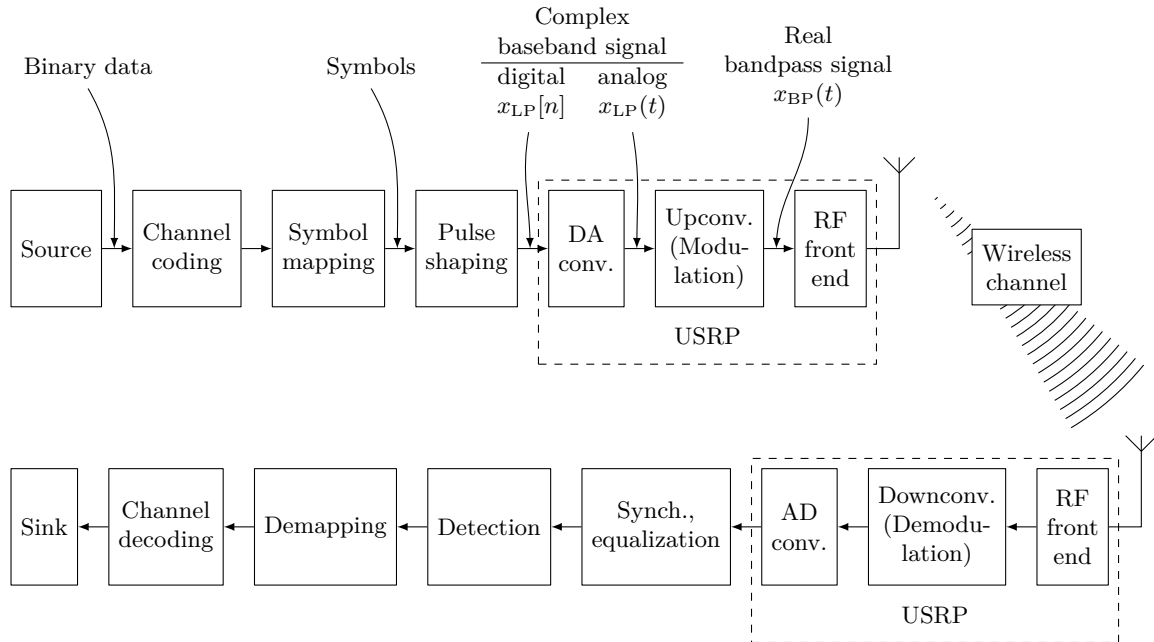 Complex
baseband signal
digital analog
x_LP[n] x_LP(t)
Real
bandpass signal
x_BP(t)
Binary data
Symbols
Source
Channel
coding
Symbol
mapping
Pulse
shaping
DA
conv.
Upconv.
(Modu-
lation)
RF
front
end
USRP
Wireless
channel
Sink
Channel
decoding
Demapping
Detection
Synch.,
equalization
AD
conv.
Downconv.
(Demodu-
lation)
RF
front
end
USRP